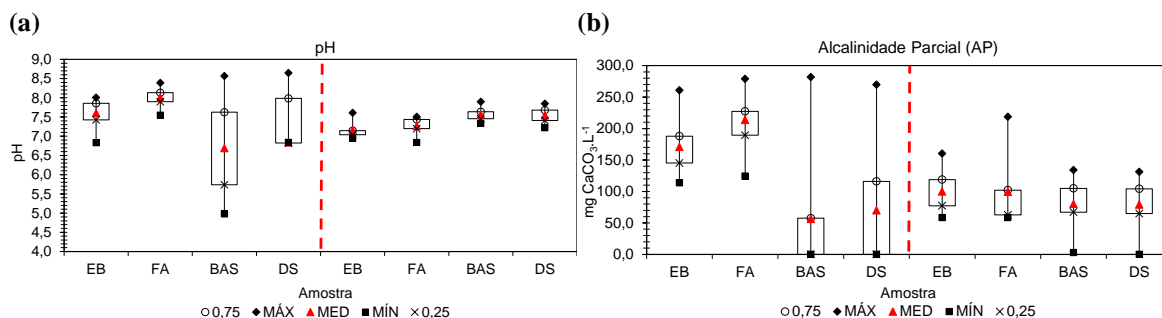 (a)
pH
9,0
8,5
8,0
7,5
7,0
6,5
6,0
5,5
5,0
4,5
4,0
pH
EB FA BAS DS EB FA BAS DS
Amostra
0,75 MÁX MED MÍN 0,25
(b)
Alcalinidade Parcial (AP)
300,0
250,0
200,0
150,0
100,0
50,0
0,0
mg CaCO₃.L⁻¹
EB FA BAS DS EB FA BAS DS
Amostra
0,75 MÁX MED MÍN 0,25